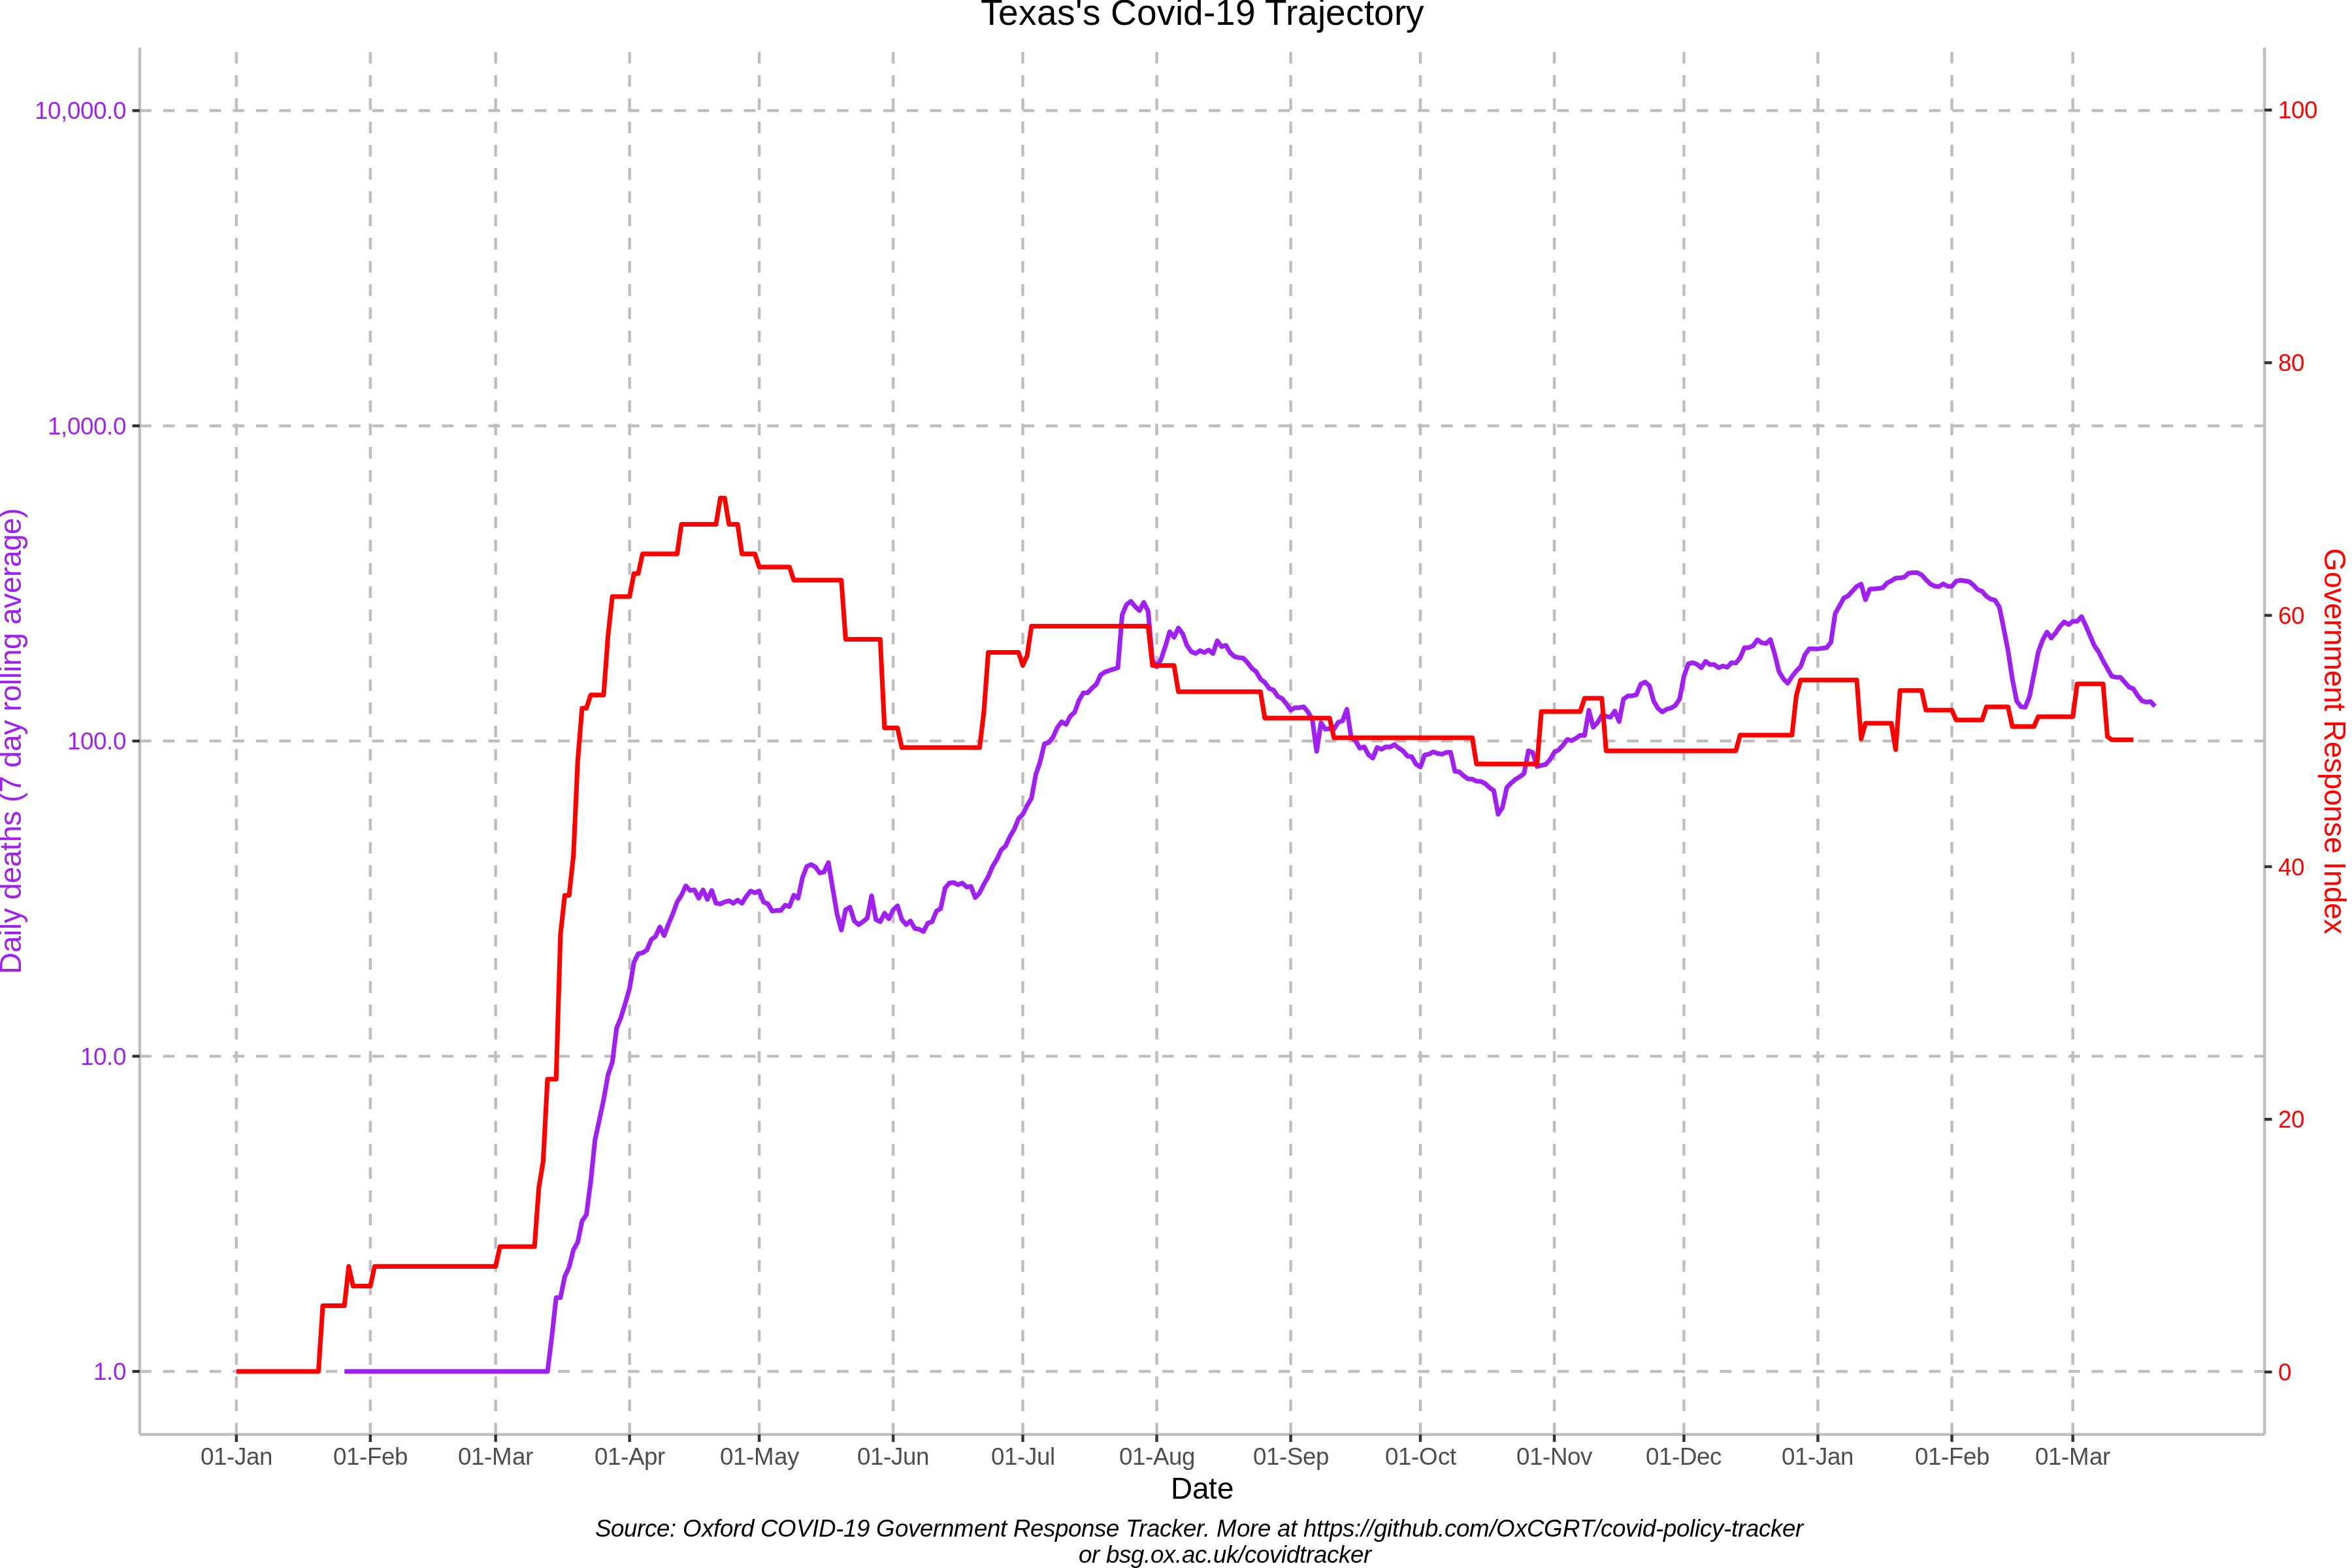 Texas's Covid-19 Trajectory
10,000.0
1,000.0
100.0
10.0
1.0
Daily deaths (7 day rolling average)
100
80
60
40
20
0
Government Response Index
01-Jan 01-Feb 01-Mar 01-Apr 01-May 01-Jun 01-Jul 01-Aug 01-Sep 01-Oct 01-Nov 01-Dec 01-Jan 01-Feb 01-Mar
Date
Source: Oxford COVID-19 Government Response Tracker. More at https://github.com/OxCGRT/covid-policy-tracker
or bsg.ox.ac.uk/covidtracker